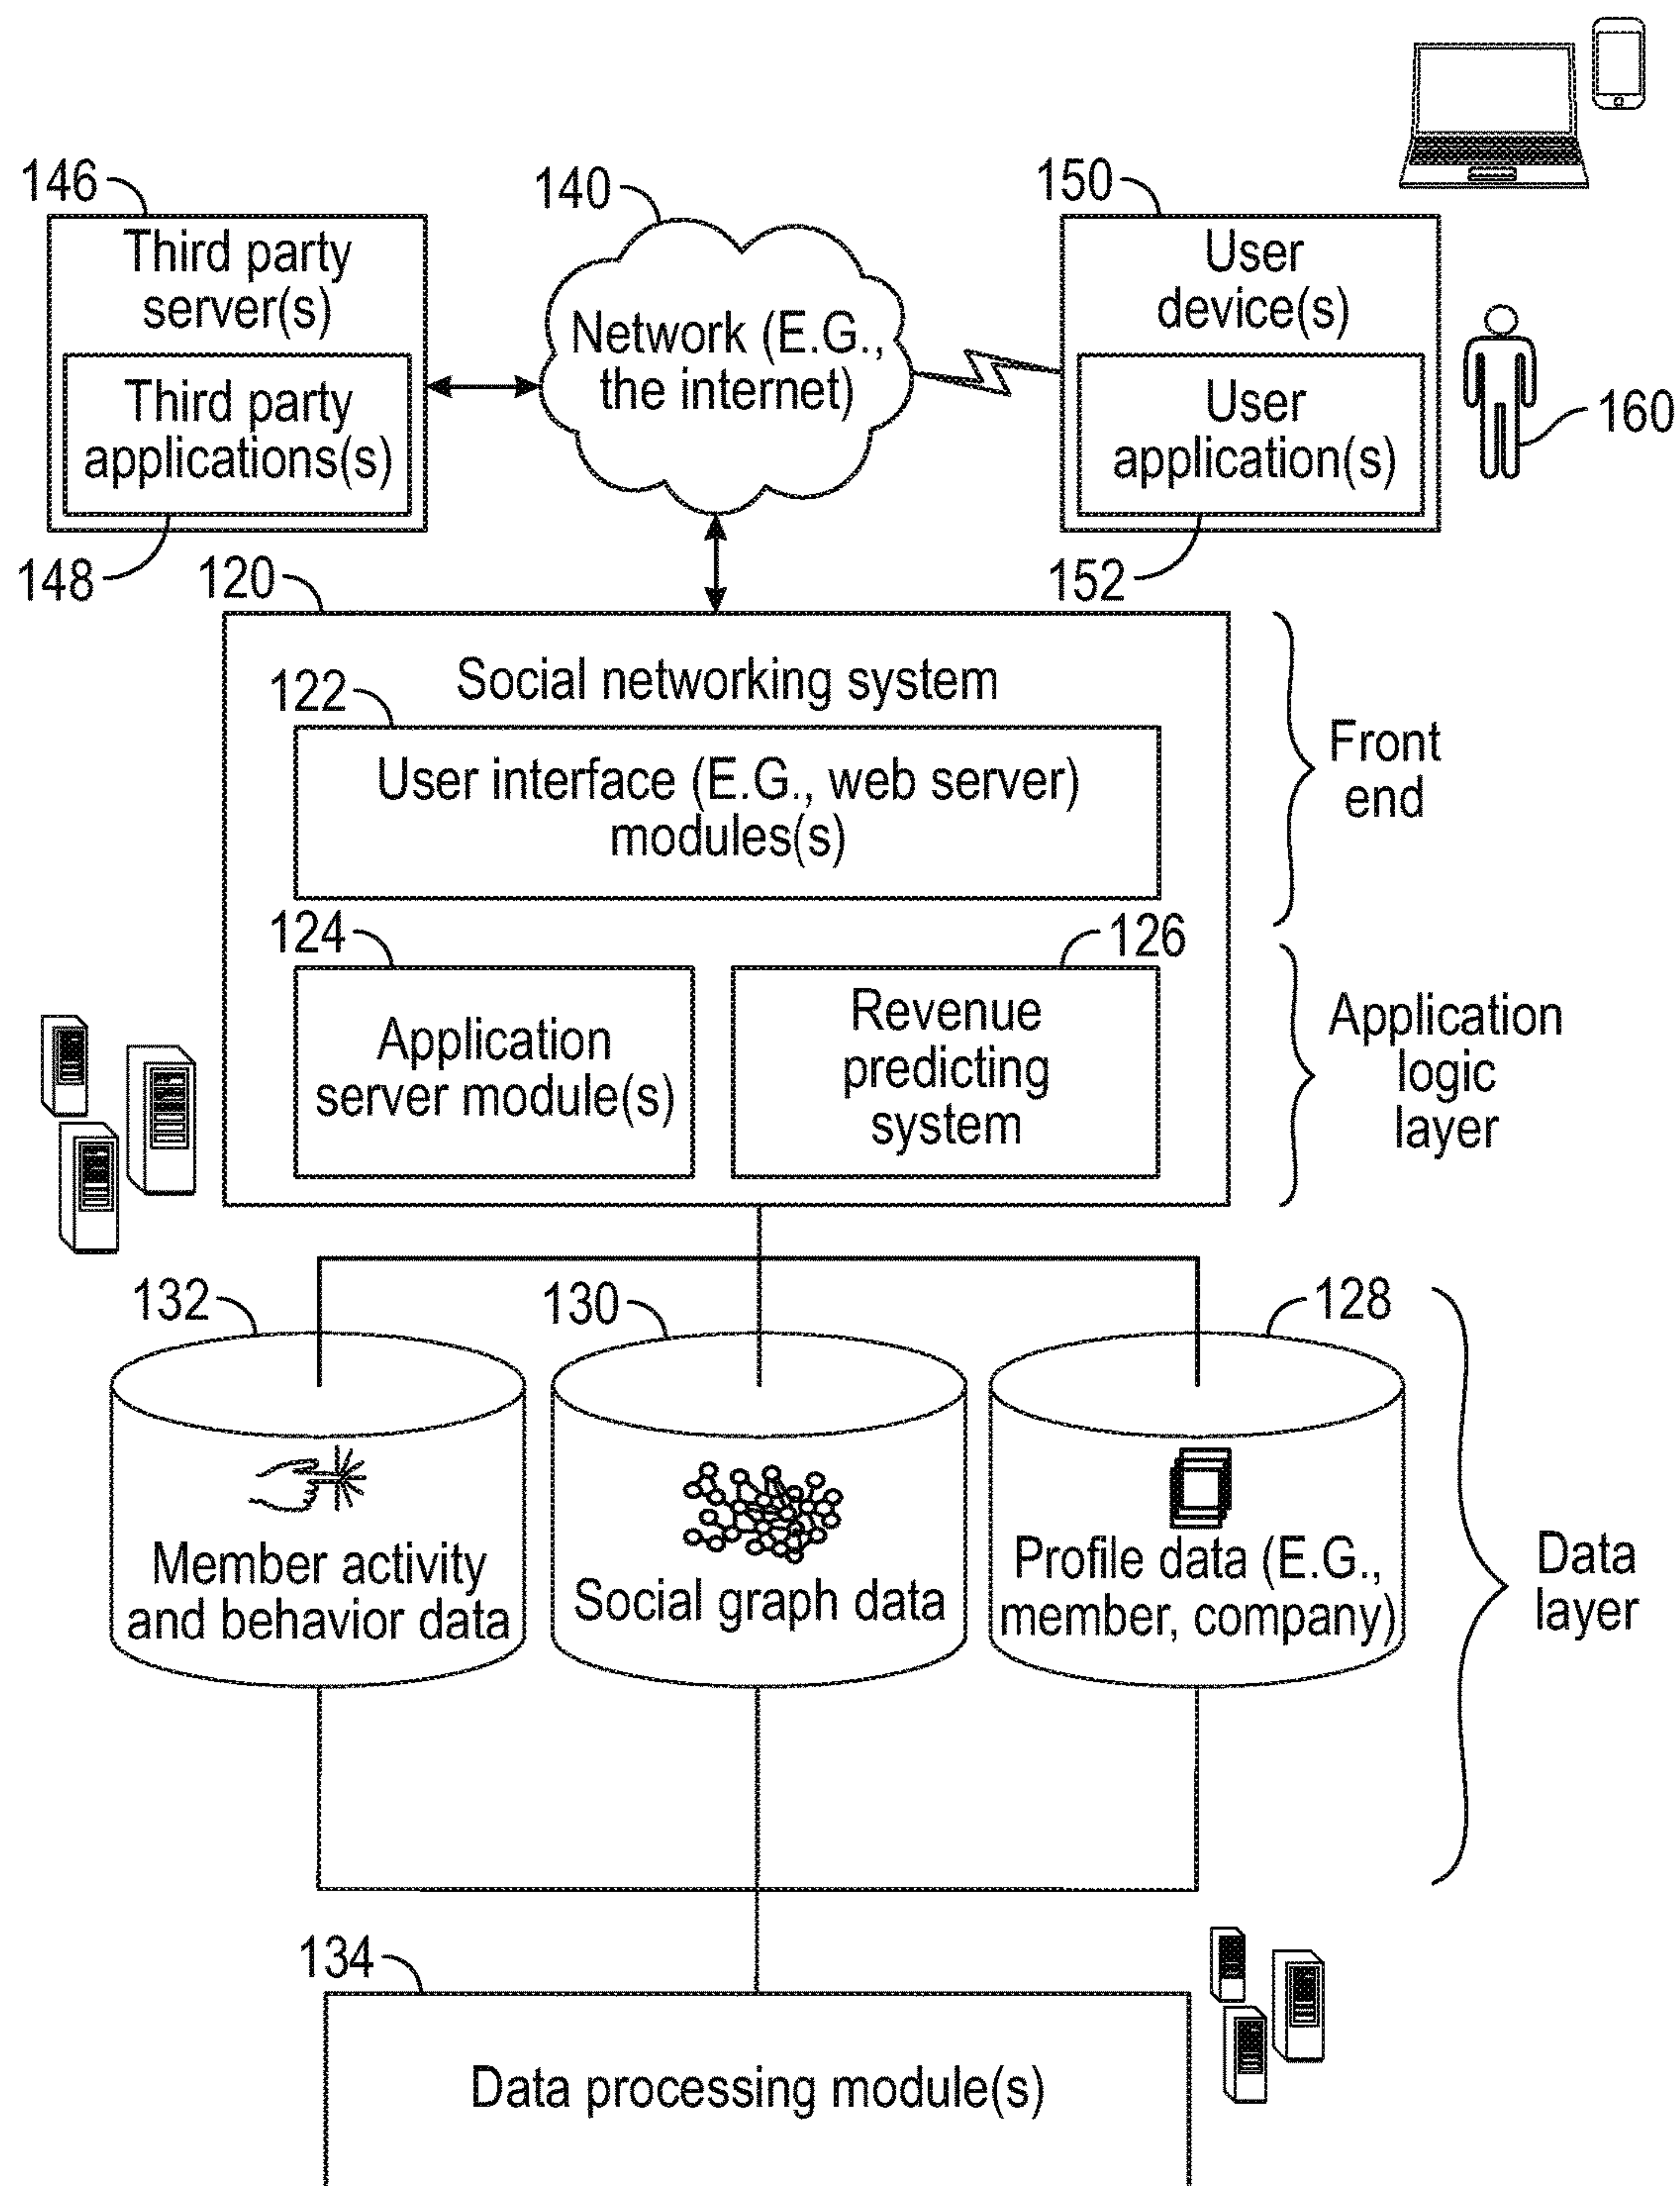 146
Third party
server(s)
Third party
applications(s)
148
140
Network (E.G.,
the internet)
150
User
device(s)
User
application(s)
152
160
120
Social networking system
122
User interface (E.G., web server)
modules(s)
Front
end
124
Application
server module(s)
126
Revenue
predicting
system
Application
logic
layer
132
Member activity
and behavior data
130
Social graph data
128
Profile data (E.G.,
member, company)
Data
layer
134
Data processing module(s)